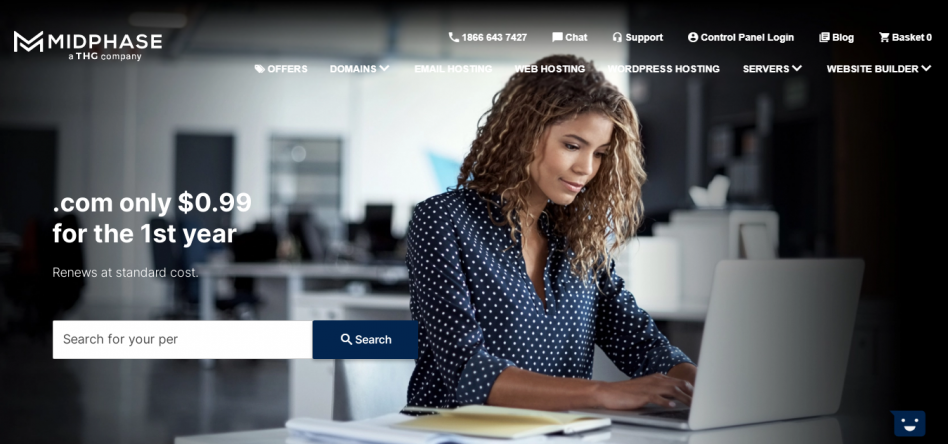 MIDPHASE
a THG company
1866 643 7427
Chat
Support
Control Panel Login
Blog
Basket 0
OFFERS
DOMAINS
EMAIL HOSTING
WEB HOSTING
WORDPRESS HOSTING
SERVERS
WEBSITE BUILDER
.com only $0.99
for the 1st year
Renews at standard cost.
Search for your per
Search